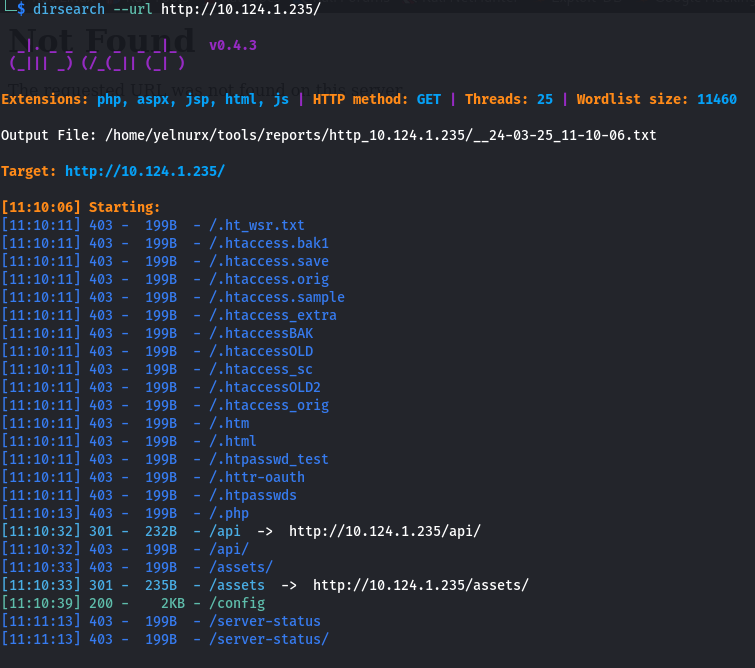 └─$ dirsearch --url http://10.124.1.235/
Not Found
v0.4.3
The requested URL was not found on this server.
Extensions: php, aspx, jsp, html, js | HTTP method: GET | Threads: 25 | Wordlist size: 11460
Output File: /home/yelnurx/tools/reports/http_10.124.1.235/__24-03-25_11-10-06.txt
Target: http://10.124.1.235/
[11:10:06] Starting:
[11:10:11] 403 -  199B  - /.ht_wsr.txt
[11:10:11] 403 -  199B  - /.htaccess.bak1
[11:10:11] 403 -  199B  - /.htaccess.save
[11:10:11] 403 -  199B  - /.htaccess.orig
[11:10:11] 403 -  199B  - /.htaccess.sample
[11:10:11] 403 -  199B  - /.htaccess_extra
[11:10:11] 403 -  199B  - /.htaccessBAK
[11:10:11] 403 -  199B  - /.htaccessOLD
[11:10:11] 403 -  199B  - /.htaccess_sc
[11:10:11] 403 -  199B  - /.htaccessOLD2
[11:10:11] 403 -  199B  - /.htaccess_orig
[11:10:11] 403 -  199B  - /.htm
[11:10:11] 403 -  199B  - /.html
[11:10:11] 403 -  199B  - /.htpasswd_test
[11:10:11] 403 -  199B  - /.httr-oauth
[11:10:11] 403 -  199B  - /.htpasswds
[11:10:13] 403 -  199B  - /.php
[11:10:32] 301 -  232B  - /api  ->  http://10.124.1.235/api/
[11:10:32] 403 -  199B  - /api/
[11:10:33] 403 -  199B  - /assets/
[11:10:33] 301 -  235B  - /assets  ->  http://10.124.1.235/assets/
[11:10:39] 200 -    2KB - /config
[11:11:13] 403 -  199B  - /server-status
[11:11:13] 403 -  199B  - /server-status/